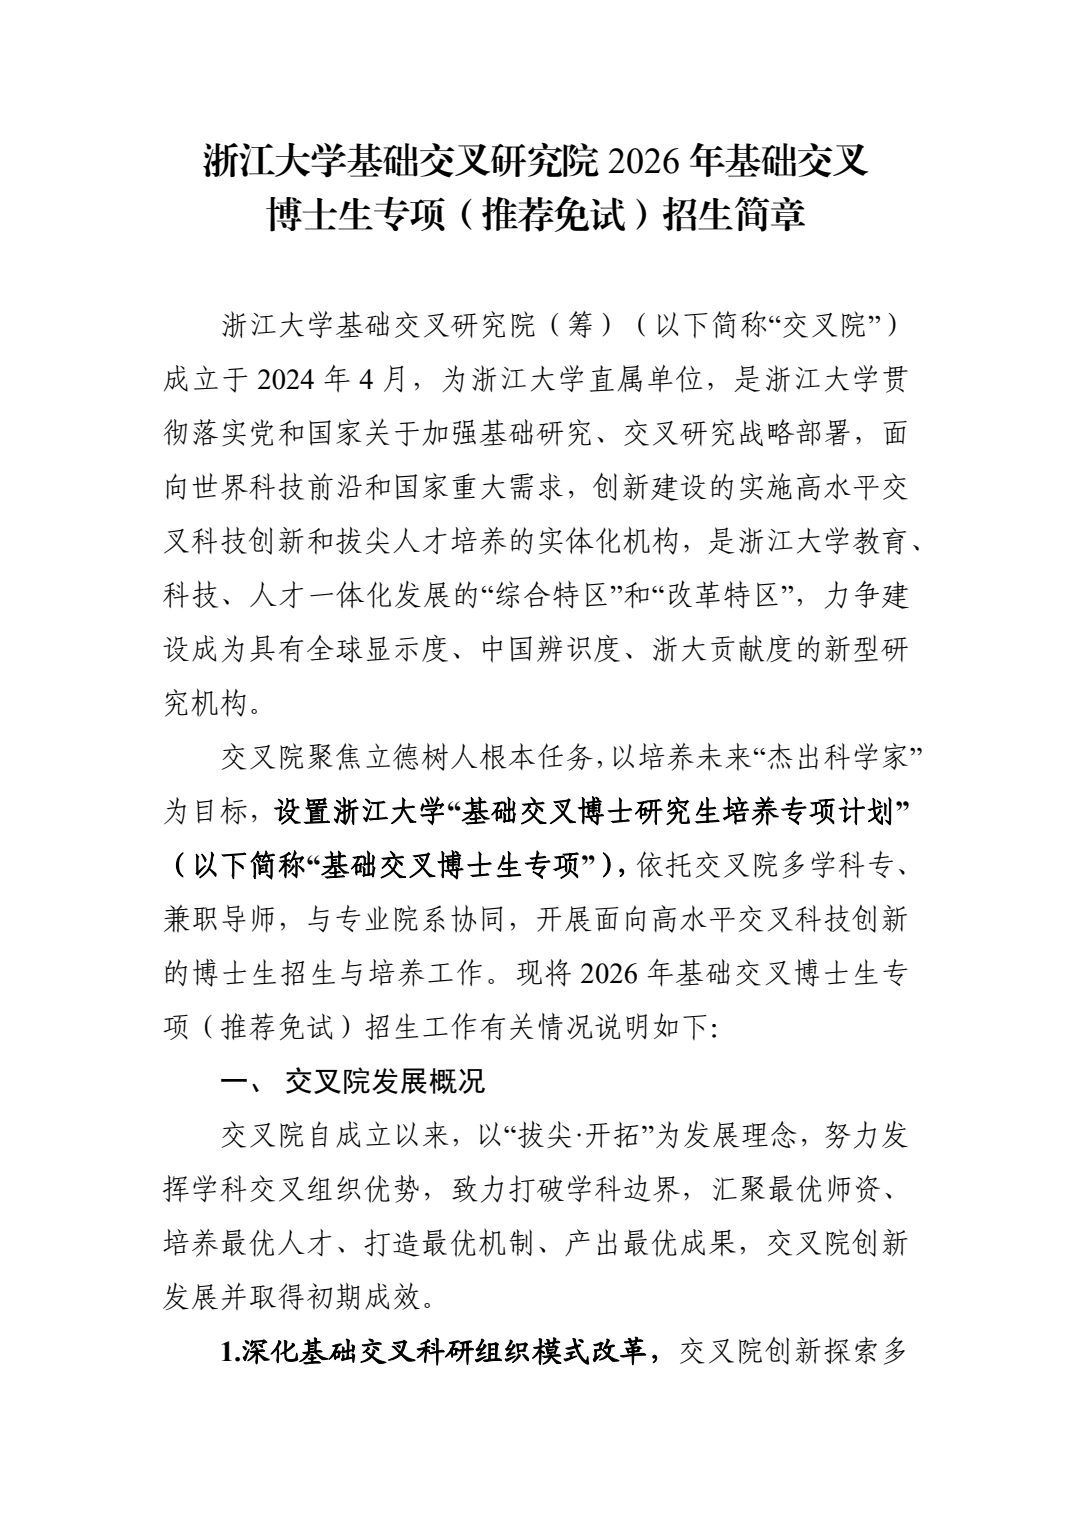 浙江大学基础交叉研究院 2026 年基础交叉
博士生专项（推荐免试）招生简章
浙江大学基础交叉研究院（筹）（以下简称“交叉院”）
成立于 2024 年 4 月，为浙江大学直属单位，是浙江大学贯
彻落实党和国家关于加强基础研究、交叉研究战略部署，面
向世界科技前沿和国家重大需求，创新建设的实施高水平交
叉科技创新和拔尖人才培养的实体化机构，是浙江大学教育、
科技、人才一体化发展的“综合特区”和“改革特区”，力争建
设成为具有全球显示度、中国辨识度、浙大贡献度的新型研
究机构。
交叉院聚焦立德树人根本任务，以培养未来“杰出科学家”
为目标，设置浙江大学“基础交叉博士研究生培养专项计划”
（以下简称“基础交叉博士生专项”），依托交叉院多学科专、
兼职导师，与专业院系协同，开展面向高水平交叉科技创新
的博士生招生与培养工作。现将 2026 年基础交叉博士生专
项（推荐免试）招生工作有关情况说明如下：
一、 交叉院发展概况
交叉院自成立以来，以“拔尖·开拓”为发展理念，努力发
挥学科交叉组织优势，致力打破学科边界，汇聚最优师资、
培养最优人才、打造最优机制、产出最优成果，交叉院创新
发展并取得初期成效。
1.深化基础交叉科研组织模式改革，交叉院创新探索多